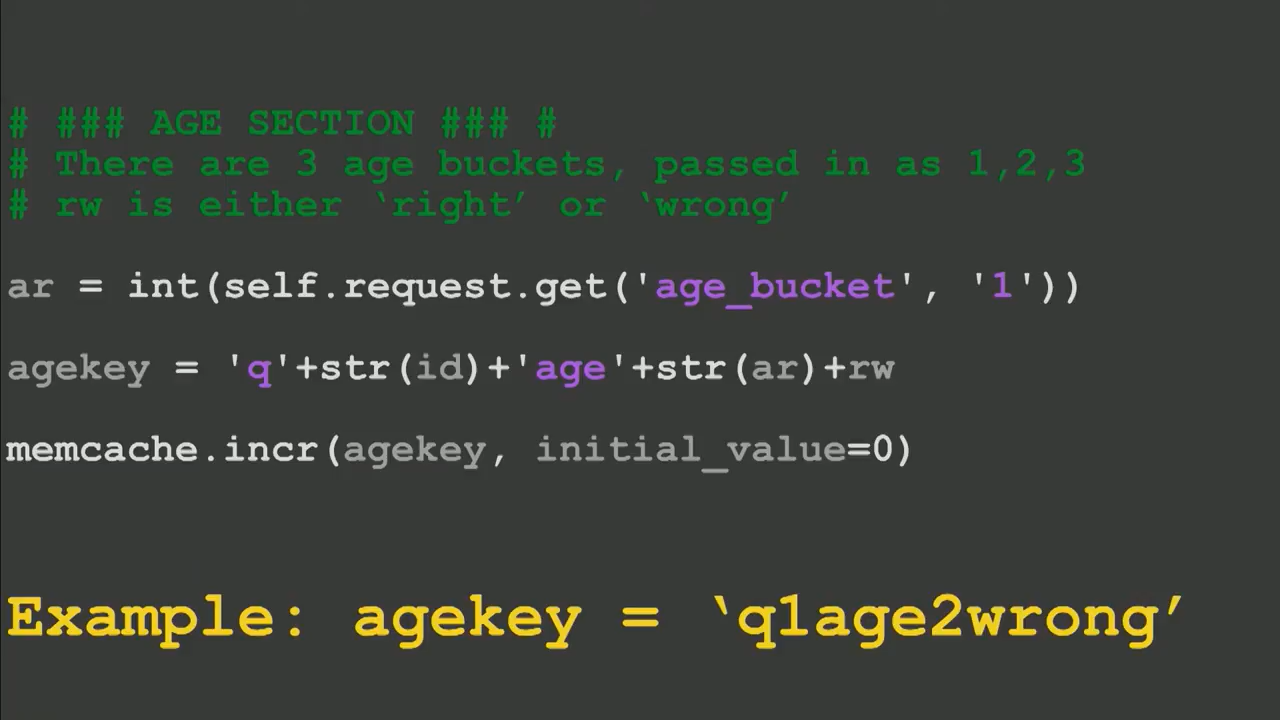 # ### AGE SECTION ### #
# There are 3 age buckets, passed in as 1,2,3
# rw is either ‘right’ or ‘wrong’
ar = int(self.request.get('age_bucket', '1'))
agekey = 'q'+str(id)+'age'+str(ar)+rw
memcache.incr(agekey, initial_value=0)
Example: agekey = ‘q1age2wrong’